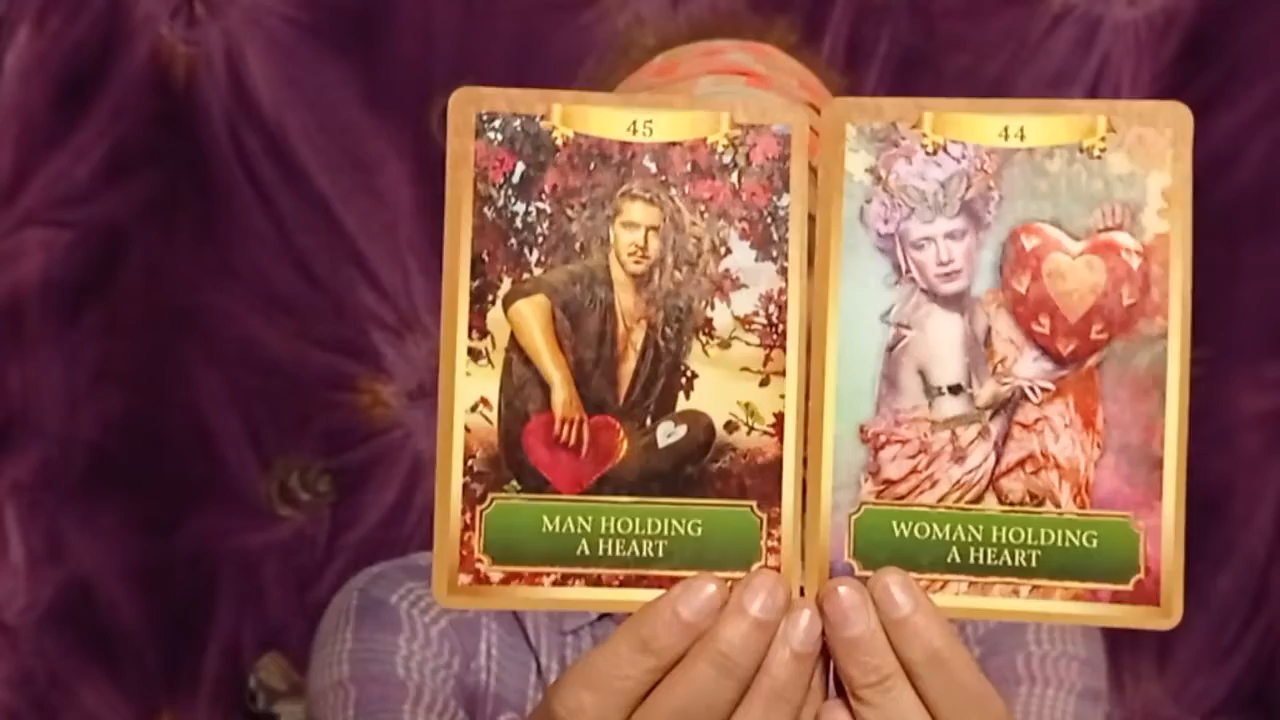 45
MAN HOLDING
A HEART
44
WOMAN HOLDING
A HEART